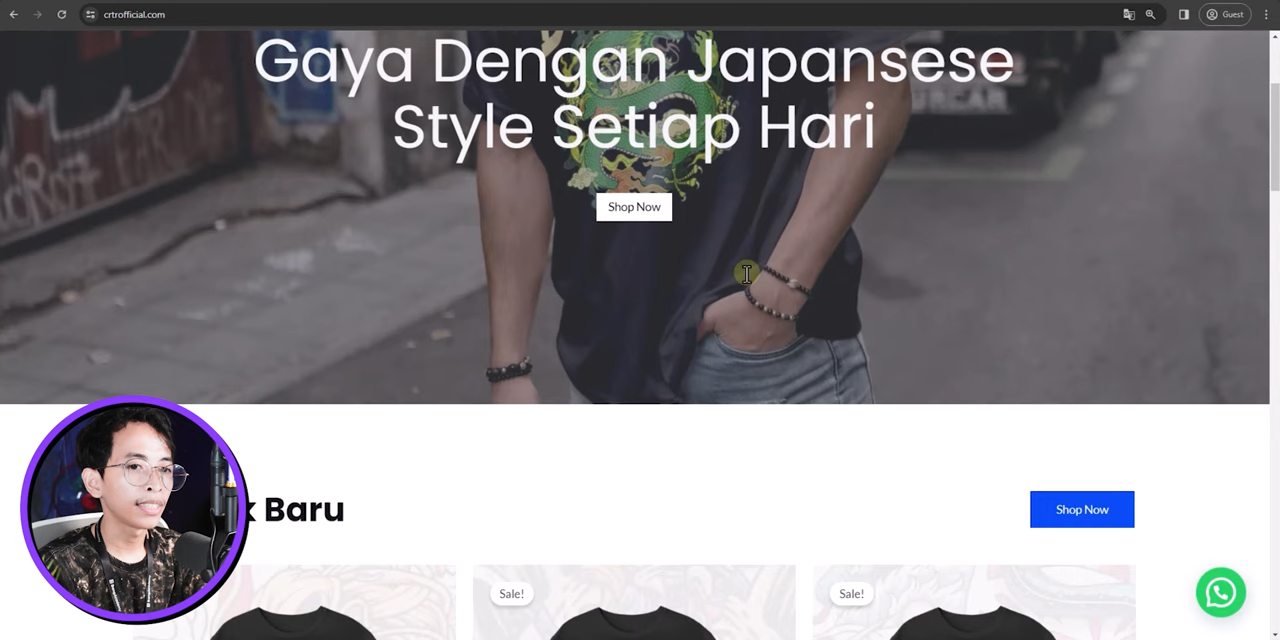 crtrofficial.com
Guest
Gaya Dengan Japansese
Style Setiap Hari
Shop Now
Baru
Shop Now
Sale!
Sale!